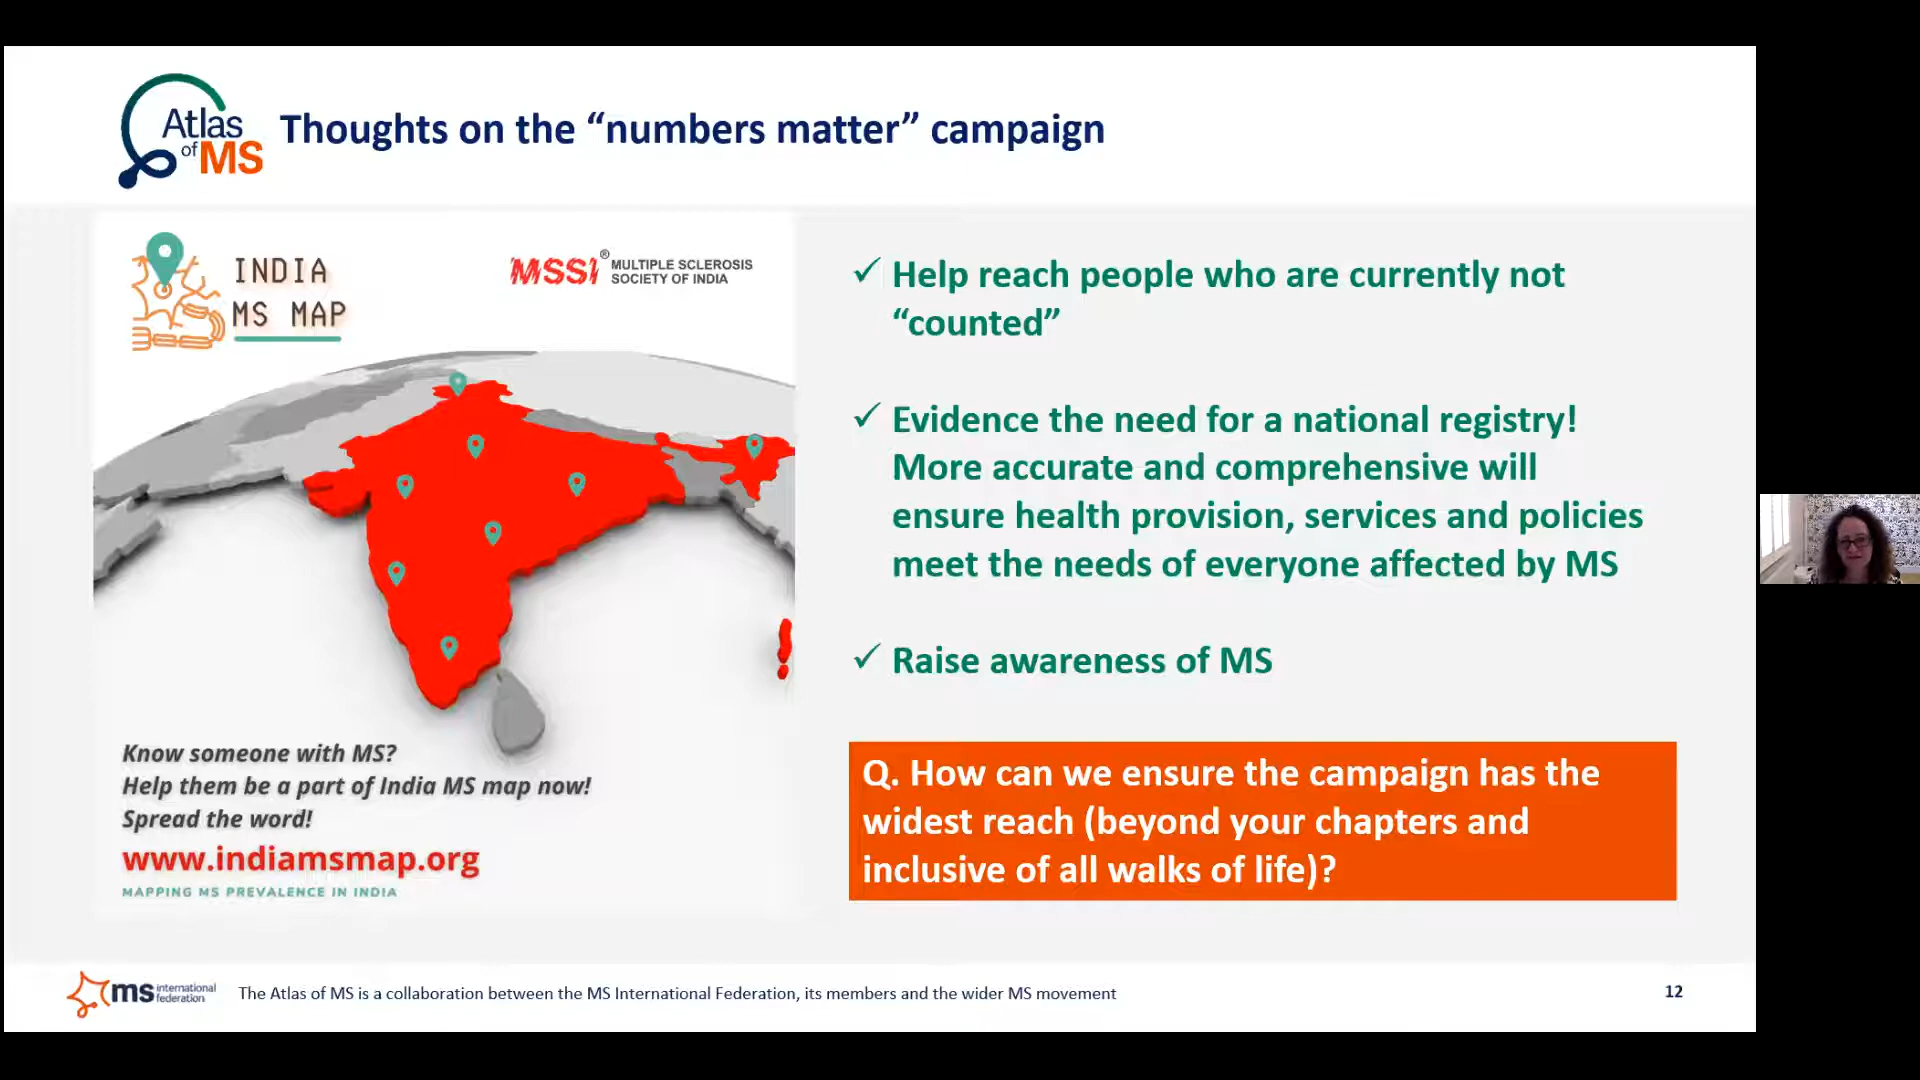 Atlas
of MS
Thoughts on the “numbers matter” campaign
INDIA
MS MAP
MSSI®
MULTIPLE SCLEROSIS
SOCIETY OF INDIA
Know someone with MS?
Help them be a part of India MS map now!
Spread the word!
www.indiamsmap.org
MAPPING MS PREVALENCE IN INDIA
✓ Help reach people who are currently not
“counted”
✓ Evidence the need for a national registry!
More accurate and comprehensive will
ensure health provision, services and policies
meet the needs of everyone affected by MS
✓ Raise awareness of MS
Q. How can we ensure the campaign has the
widest reach (beyond your chapters and
inclusive of all walks of life)?
ms international
federation
The Atlas of MS is a collaboration between the MS International Federation, its members and the wider MS movement
12